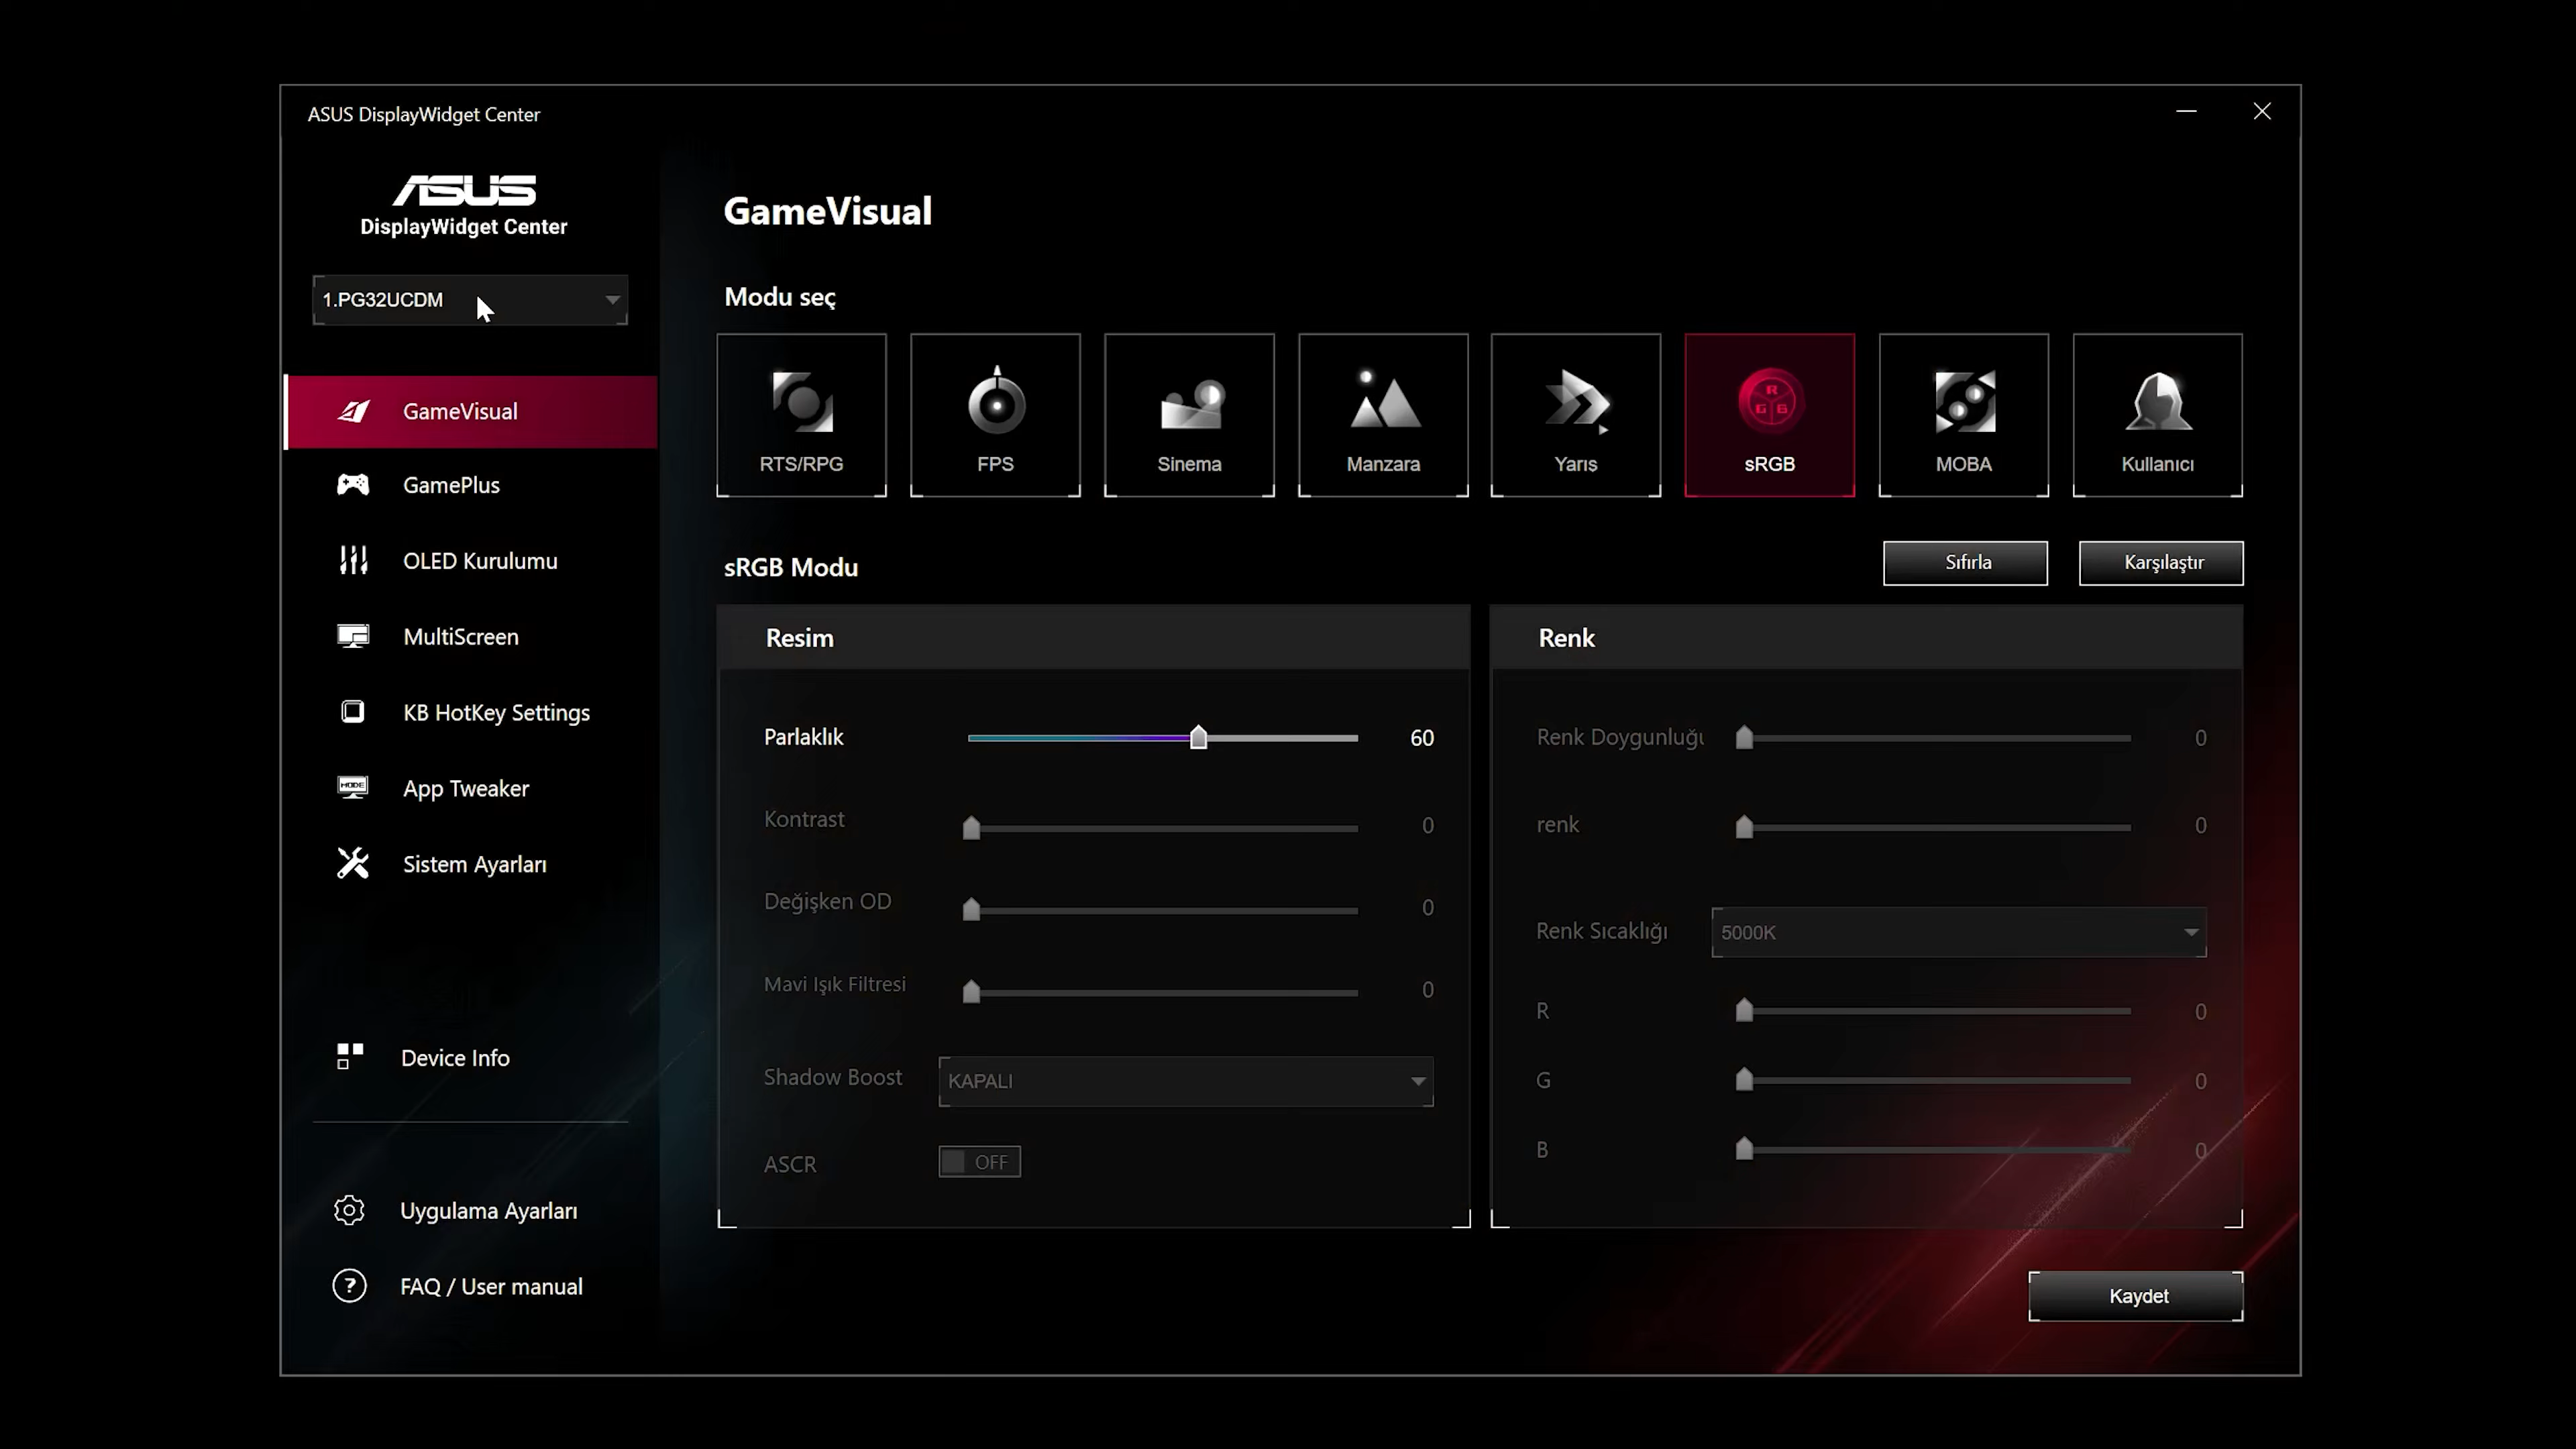 ASUS DisplayWidget Center
ASUS
DisplayWidget Center
1.PG32UCDM
GameVisual
GamePlus
OLED Kurulumu
MultiScreen
KB HotKey Settings
MODE
App Tweaker
Sistem Ayarları
Device Info
Uygulama Ayarları
? FAQ / User manual
GameVisual
Modu seç
R
G B
RTS/RPG FPS Sinema Manzara Yarıs sRGB MOBA Kullanıcı
sRGB Modu Sıfırla Karşılaştır
Resim
Parlaklık 60
Kontrast 0
Değişken OD 0
Mavi Işık Filtresi 0
Shadow Boost KAPALI
ASCR OFF
Renk
Renk Doygunluğu 0
renk 0
Renk Sıcaklığı 5000K
R 0
G 0
B 0
Kaydet